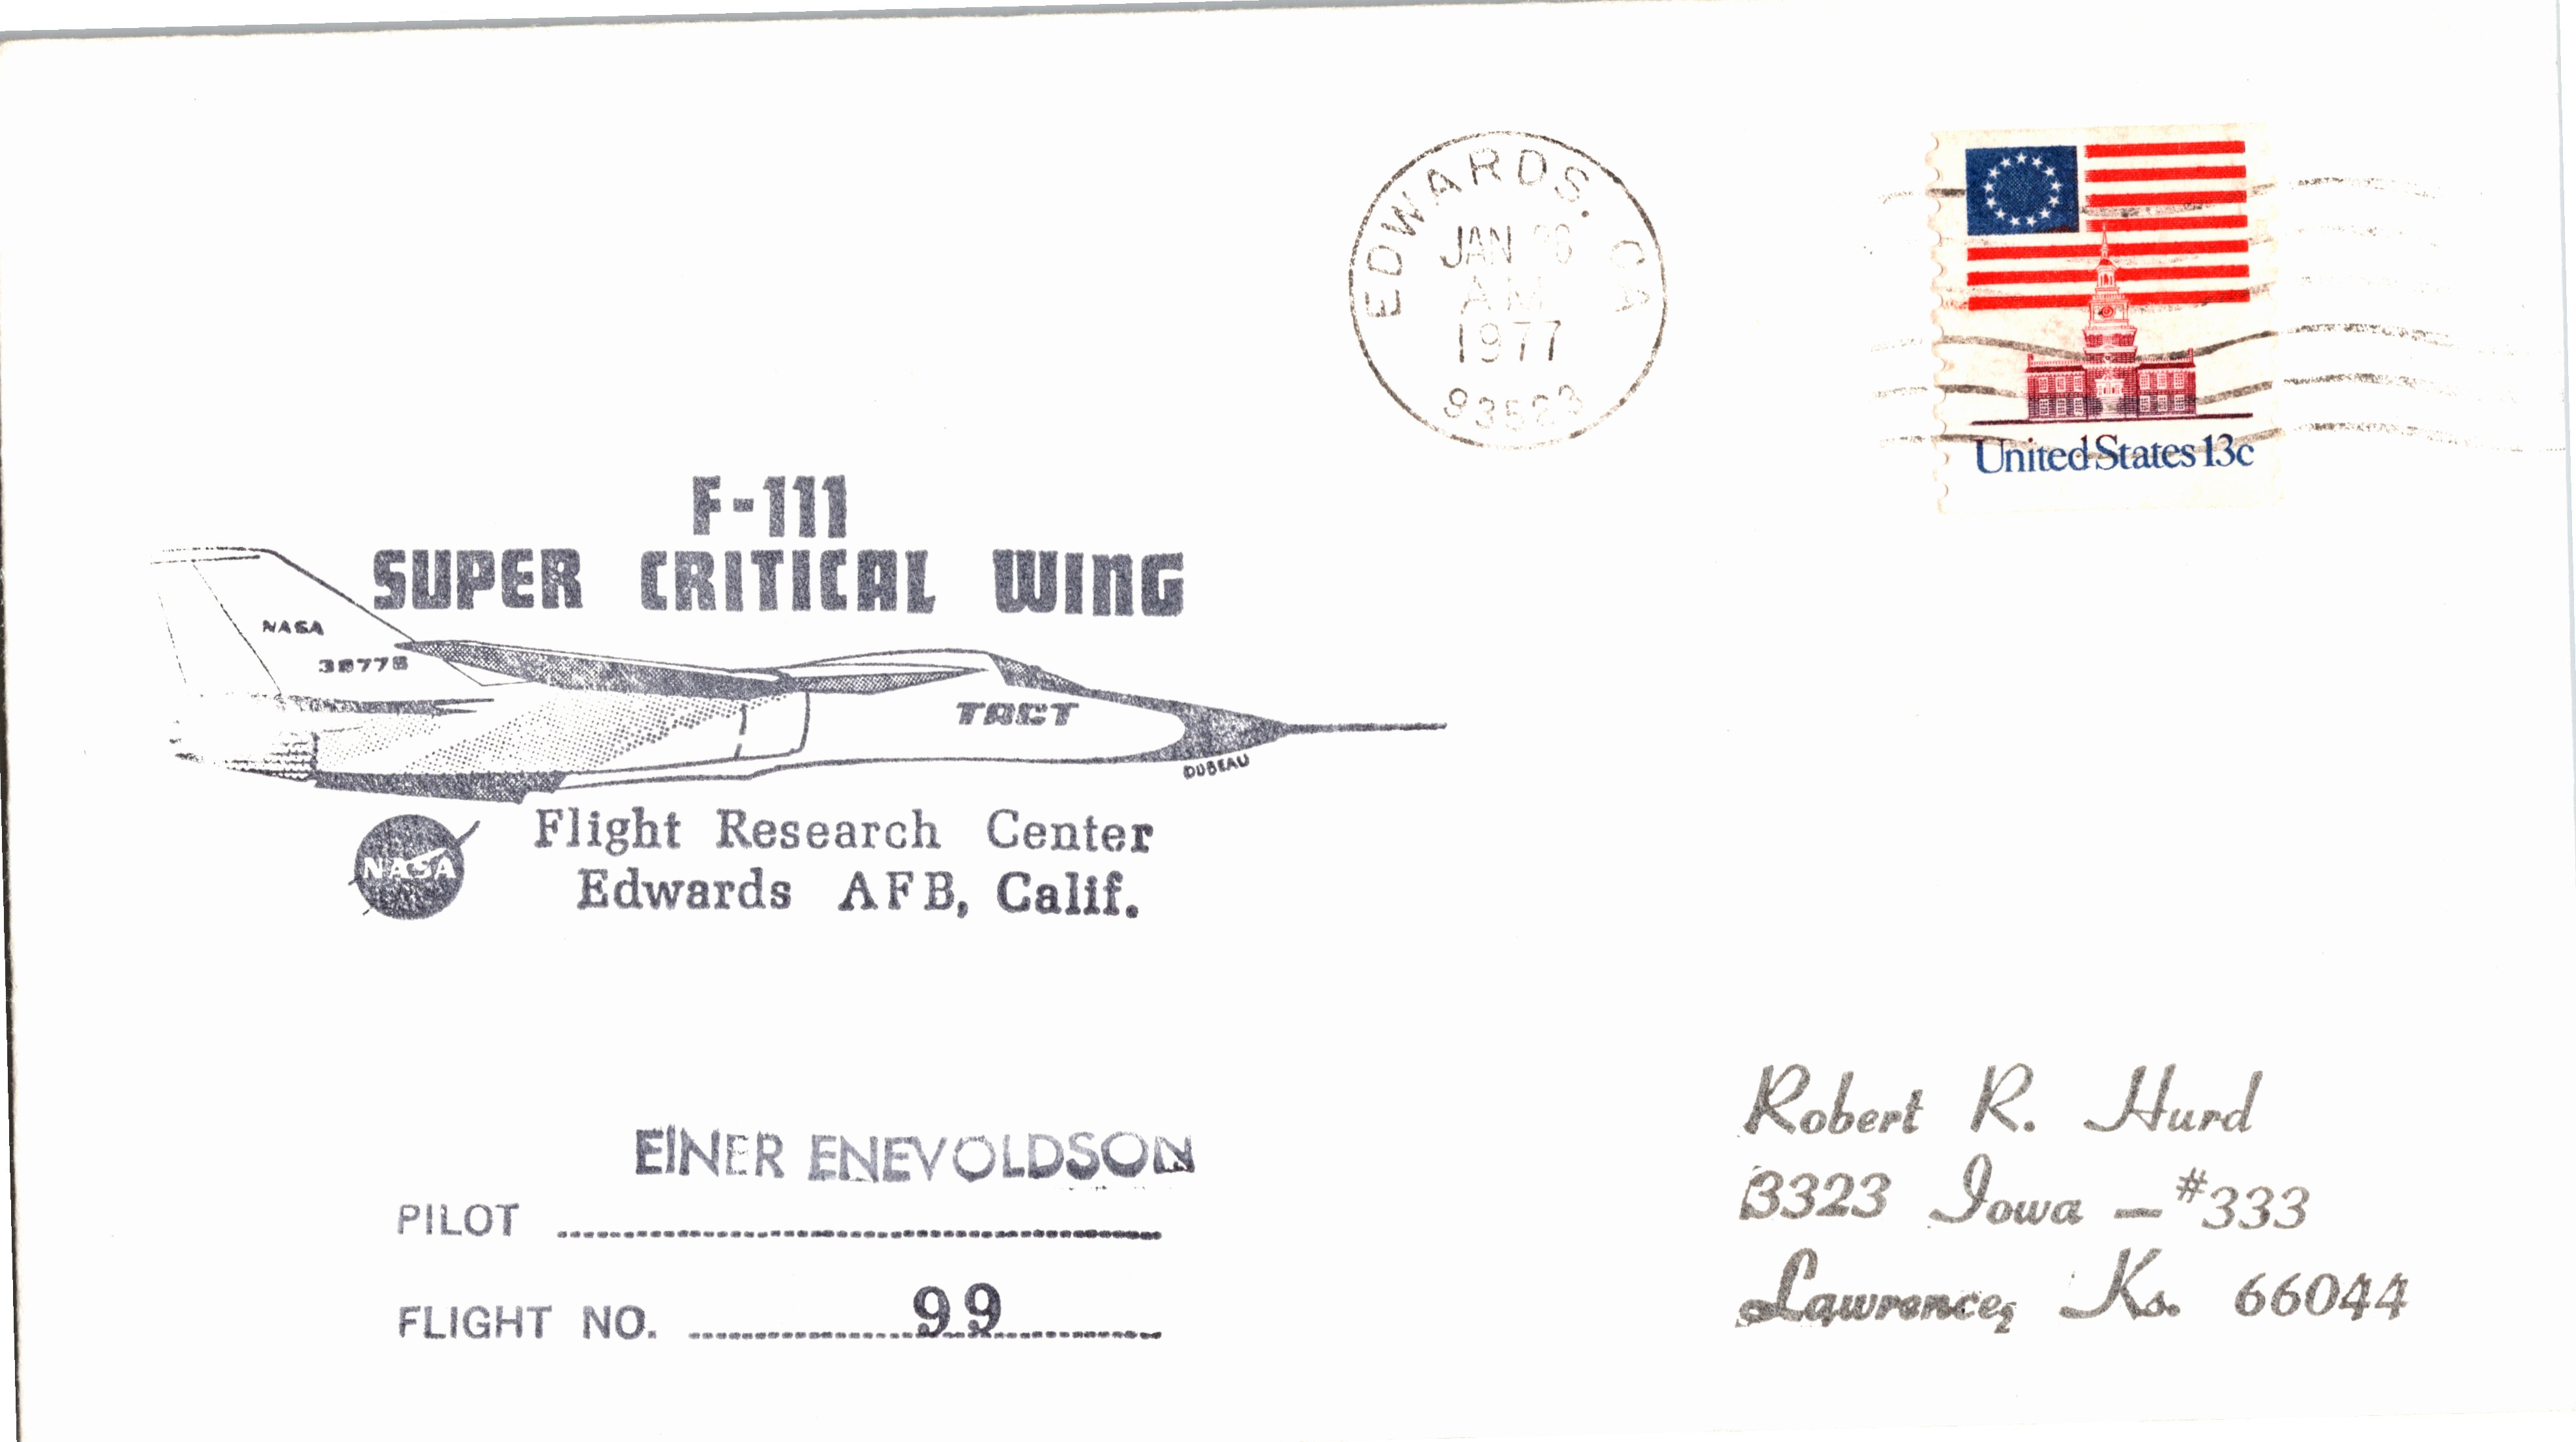 EDWARDS. CA
JAN
AM
1977
93523
United States 13c
F-111
SUPER CRITICAL WING
NASA
TACT
DUBEAU
NASA
Flight Research Center
Edwards AFB, Calif.
EINER ENEVOLDSON
PILOT
FLIGHT NO. 99
Robert R. Hurd
3323 Iowa - #333
Lawrence, Ks. 66044